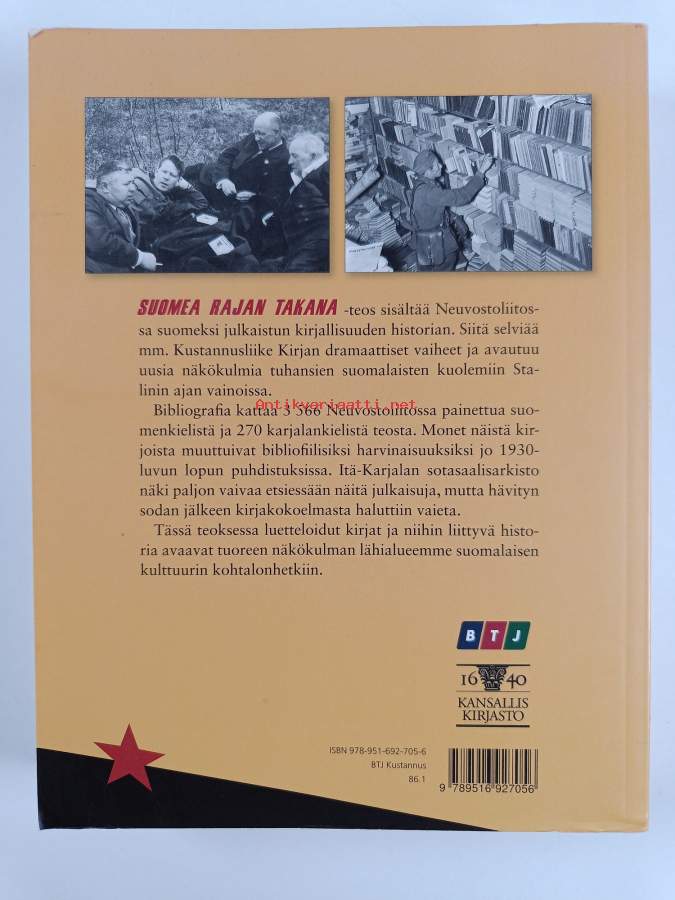 SUOMEA RAJAN TAKANA -teos sisältää Neuvostoliitos-
sa suomeksi julkaistun kirjallisuuden historian. Siitä selviää
mm. Kustannusliike Kirjan dramaattiset vaiheet ja avautuu
uusia näkökulmia tuhansien suomalaisten kuolemiin Sta-
linin ajan vainoissa.
Antikvariaatti.net
Bibliografia kattaa 3 566 Neuvostoliitossa painettua suo-
menkielistä ja 270 karjalankielistä teosta. Monet näistä kir-
joista muuttuivat bibliofiilisiksi harvinaisuuksiksi jo 1930-
luvun lopun puhdistuksissa. Itä-Karjalan sotasaalisarkisto
näki paljon vaivaa etsiessään näitä julkaisuja, mutta hävityn
sodan jälkeen kirjakokoelmasta haluttiin vaieta.
Tässä teoksessa luetteloidut kirjat ja niihin liittyvä histo-
ria avaavat tuoreen näkökulman lähialueemme suomalaisen
kulttuurin kohtalonhetkiin.
BTJ
16 40
KANSALLIS
KIRJASTO
ISBN 978-951-692-705-6
BTJ Kustannus
86.1
9 789516 927056